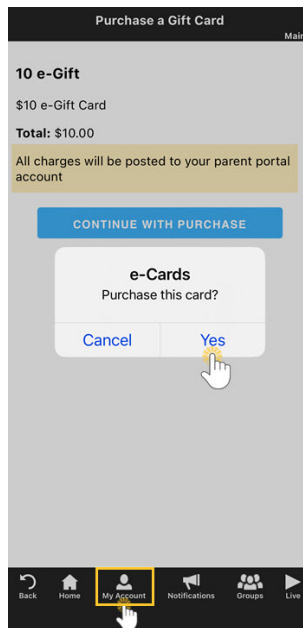 Purchase a Gift Card
Main
10 e-Gift
$10 e-Gift Card
Total: $10.00
All charges will be posted to your parent portal
account
CONTINUE WITH PURCHASE
e-Cards
Purchase this card?
Cancel Yes
Back Home My Account Notifications Groups Live